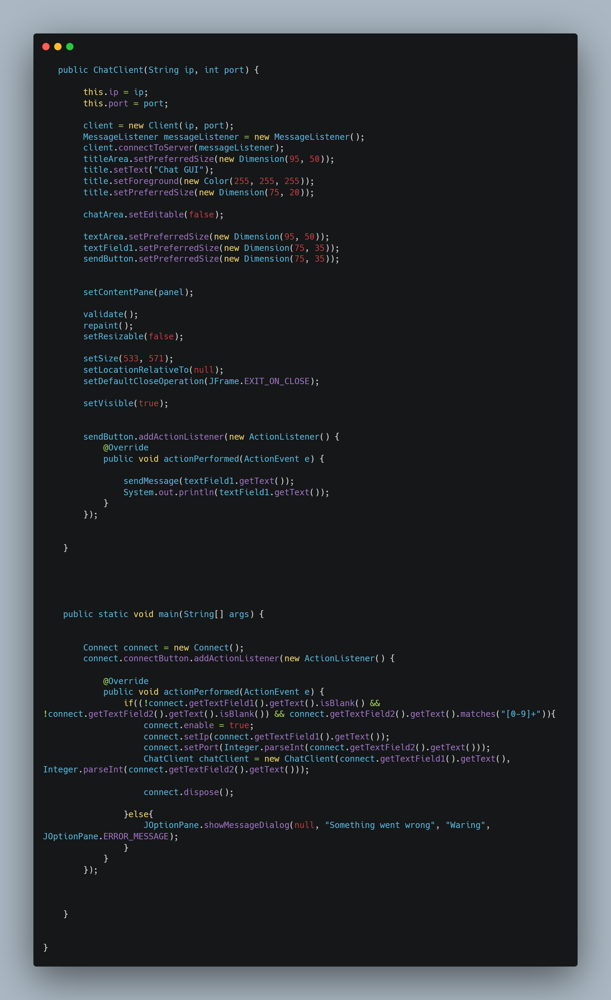 public ChatClient(String ip, int port) {
this.ip = ip;
this.port = port;
client = new Client(ip, port);
MessageListener messageListener = new MessageListener();
client.connectToServer(messageListener);
titleArea.setPreferredSize(new Dimension(95, 50));
title.setText("Chat GUI");
title.setForeground(new Color(255, 255, 255));
title.setPreferredSize(new Dimension(75, 20));
chatArea.setEditable(false);
textArea.setPreferredSize(new Dimension(95, 50));
textField1.setPreferredSize(new Dimension(75, 35));
sendButton.setPreferredSize(new Dimension(75, 35));
setContentPane(panel);
validate();
repaint();
setResizable(false);
setSize(533, 571);
setLocationRelativeTo(null);
setDefaultCloseOperation(JFrame.EXIT_ON_CLOSE);
setVisible(true);
sendButton.addActionListener(new ActionListener() {
@Override
public void actionPerformed(ActionEvent e) {
sendMessage(textField1.getText());
System.out.println(textField1.getText());
}
});
}
public static void main(String[] args) {
Connect connect = new Connect();
connect.connectButton.addActionListener(new ActionListener() {
@Override
public void actionPerformed(ActionEvent e) {
if((!connect.getTextField1().getText().isBlank() &&
!connect.getTextField2().getText().isBlank()) && connect.getTextField2().getText().matches("[0-9]+")){
connect.enable = true;
connect.setIp(connect.getTextField1().getText());
connect.setPort(Integer.parseInt(connect.getTextField2().getText()));
ChatClient chatClient = new ChatClient(connect.getTextField1().getText(),
Integer.parseInt(connect.getTextField2().getText()));
connect.dispose();
}else{
JOptionPane.showMessageDialog(null, "Something went wrong", "Waring",
JOptionPane.ERROR_MESSAGE);
}
}
});
}
}